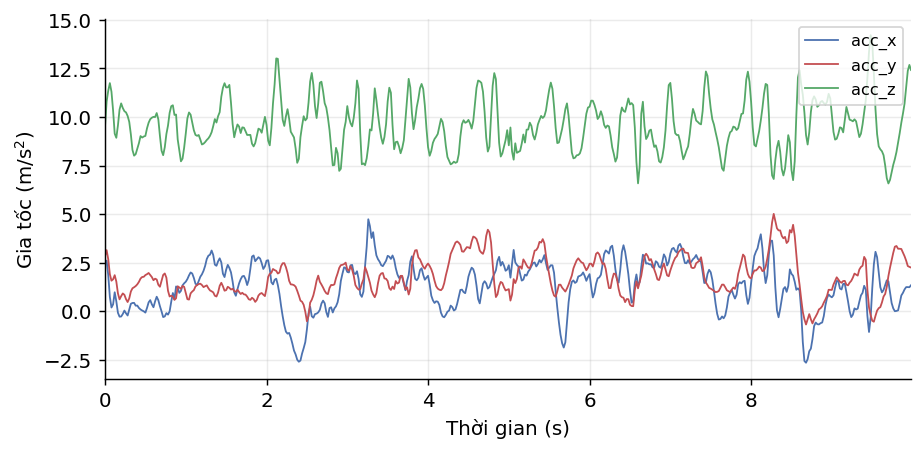 15.0
12.5
10.0
7.5
5.0
2.5
0.0
−2.5
Gia tốc (m/s²)
acc_x
acc_y
acc_z
0 2 4 6 8
Thời gian (s)